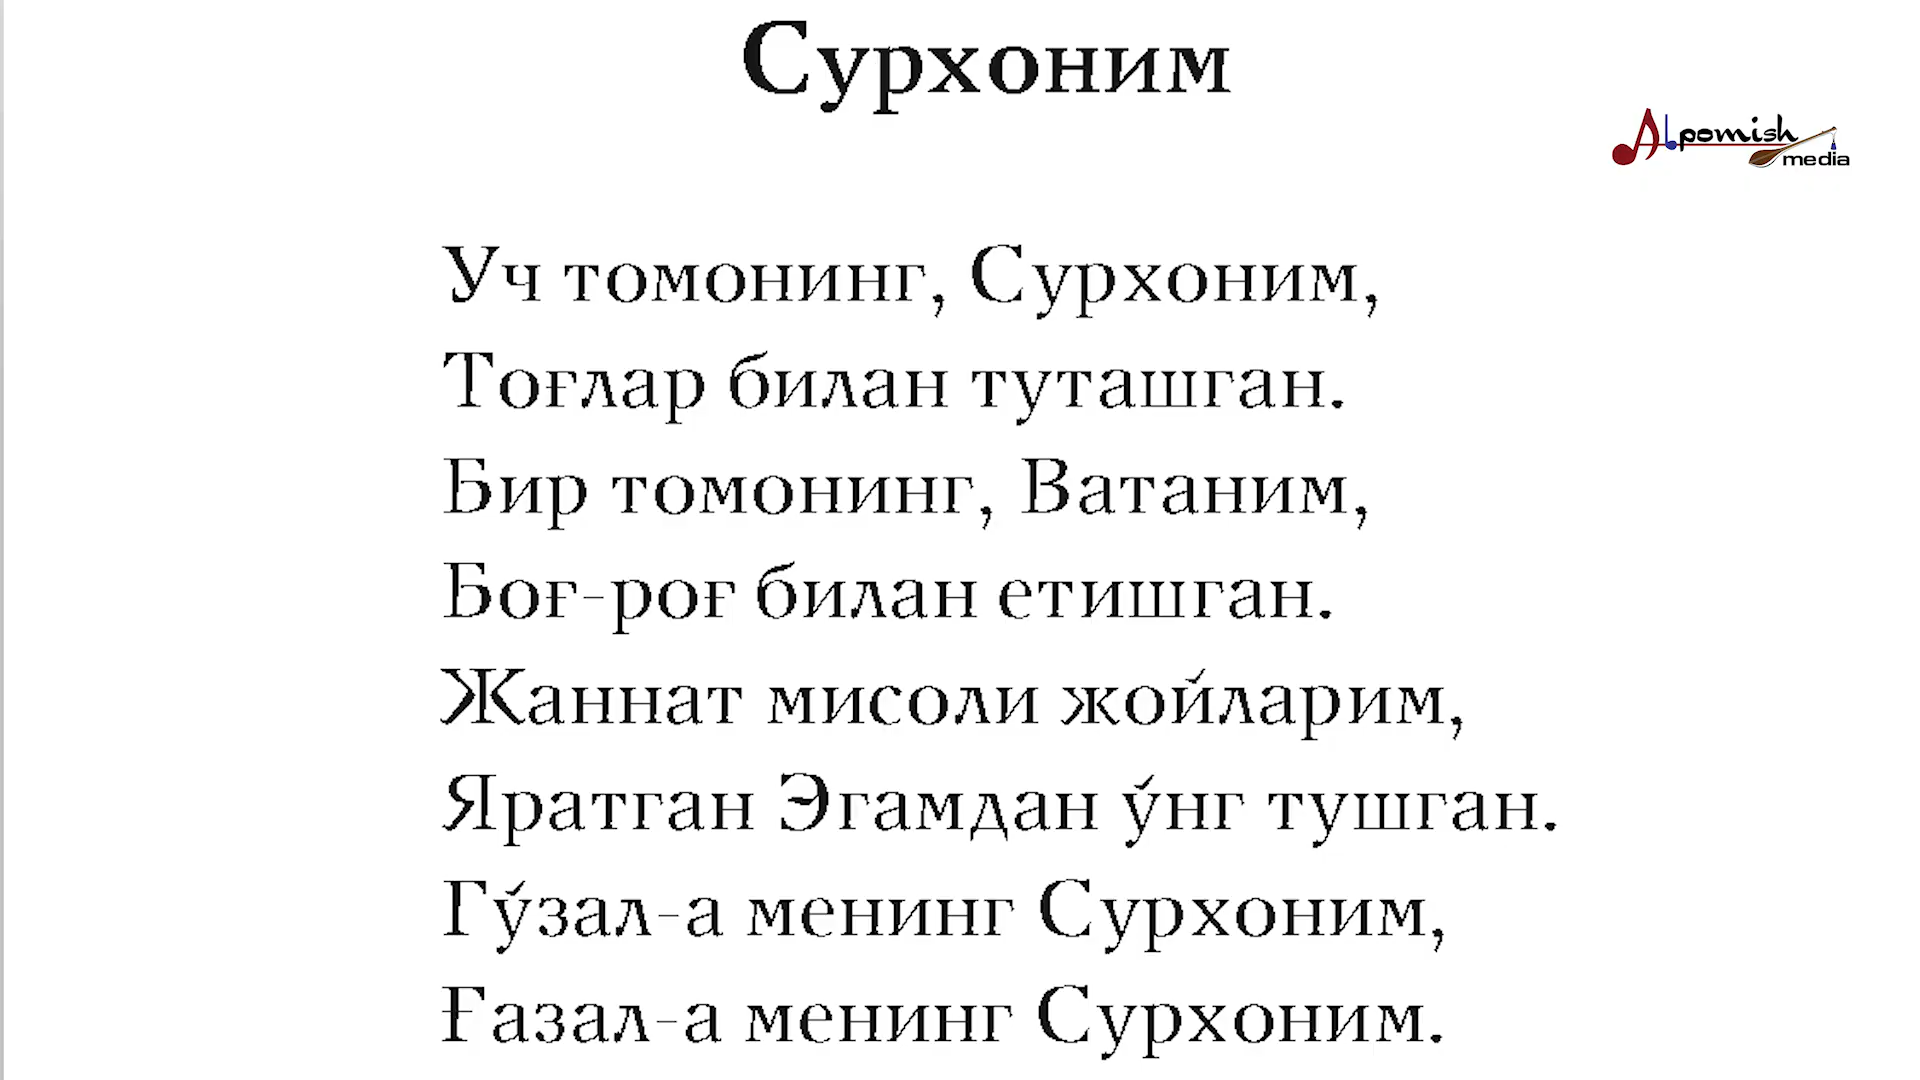 Сурхоним
Alpomish
media
Уч томонинг, Сурхоним,
Тоғлар билан туташган.
Бир томонинг, Ватаним,
Боғ-роғ билан етишган.
Жаннат мисоли жойларим,
Яратган Эгамдан ўнг тушган.
Гўзал-а менинг Сурхоним,
Ғазал-а менинг Сурхоним.